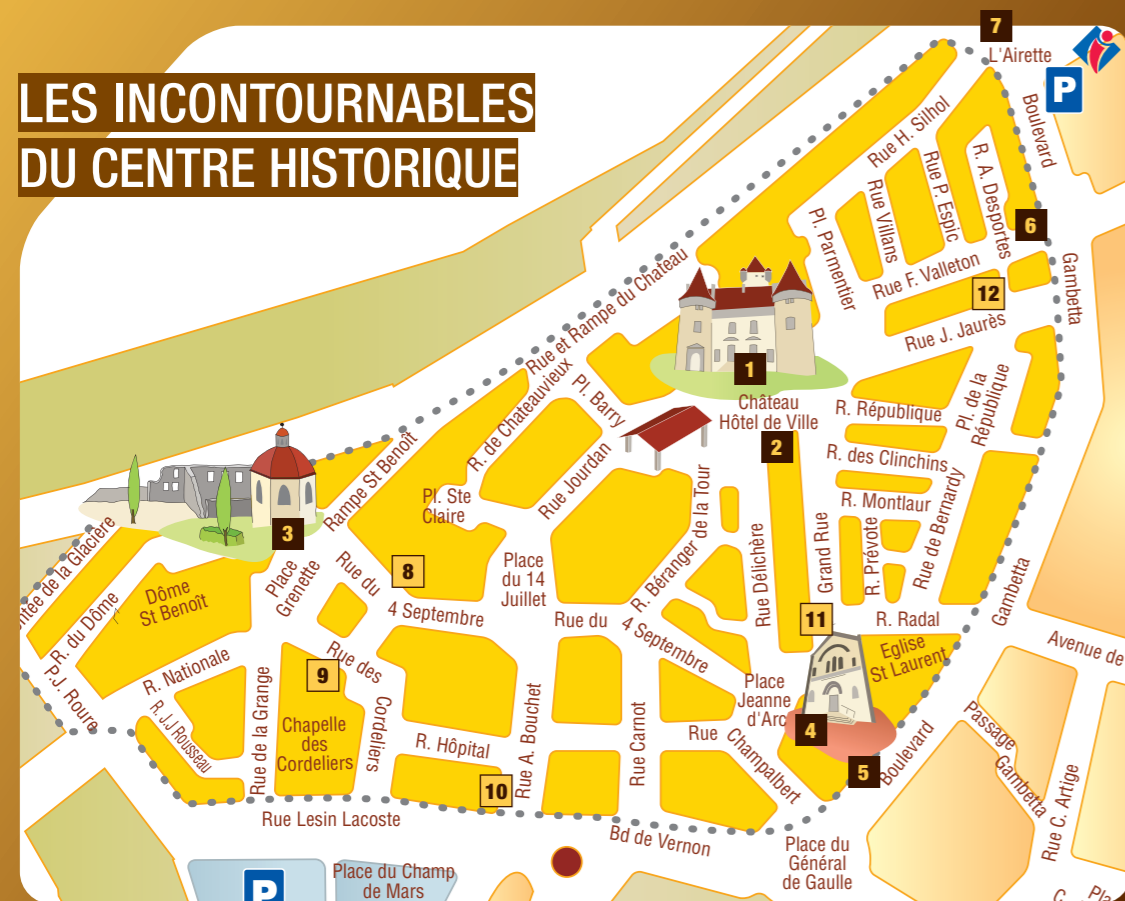 LES INCONTOURNABLES
DU CENTRE HISTORIQUE
7
L'Airette
P
Boulevard
Rue H. Silhol
R. A. Desportes
Rue P. Espic
Rue Villans
Pl. Parmentier
6
Gambetta
Rue F. Valleton
12
Rue J. Jaurès
Rue et Rampe du Chateau
1
Château
Hôtel de Ville
2
R. République
Pl. de la
République
R. des Clinchins
R. Montlaur
Rue de Bernardy
R. Prévote
Grand Rue
Rue Délichère
R. Béranger de la Tour
Pl. Barry
R. de Chateauvieux
Rue Jourdan
Rampe St Benoît
Pl. Ste
Claire
3
Place
Grenette
Rue du
8
4 Septembre
Place
du 14
Juillet
Rue du
4 Septembre
11
R. Radal
Gambetta
Eglise
St Laurent
Avenue de
R. du Dôme
Dôme
St Benoît
P.J. Roure
R. Nationale
R. J.J Rousseau
Rue de la Grange
9
Rue des
Cordeliers
Chapelle
des
Cordeliers
R. Hôpital
10
Rue A. Bouchet
Rue Carnot
Place
Jeanne
d'Arc
4
Rue
Champalbert
5
Boulevard
Passage
Gambetta
Rue C. Artige
Rue Lesin Lacoste
Bd de Vernon
Place du
Général
de Gaulle
Place du Champ
de Mars
P